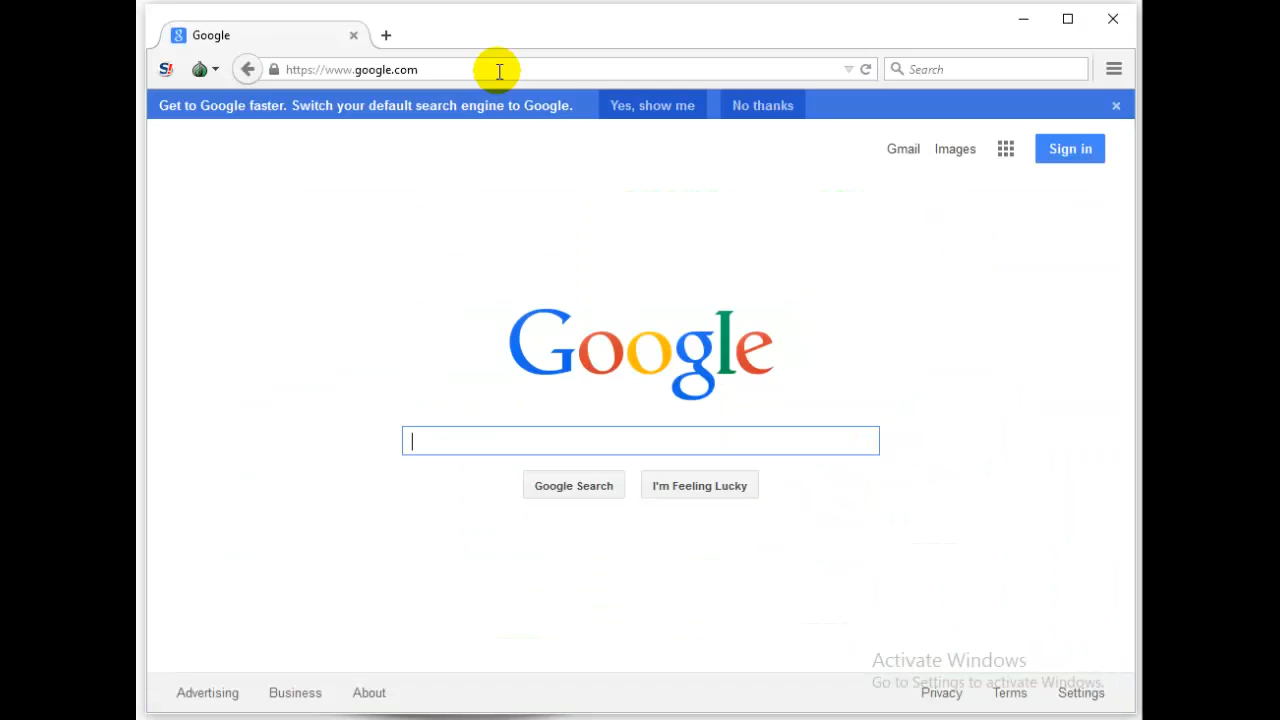 Google
https://www.google.com
Search
Get to Google faster. Switch your default search engine to Google.
Yes, show me
No thanks
Gmail
Images
Sign in
Google
Google Search
I'm Feeling Lucky
Activate Windows
Go to Settings to activate Windows.
Advertising
Business
About
Privacy
Terms
Settings